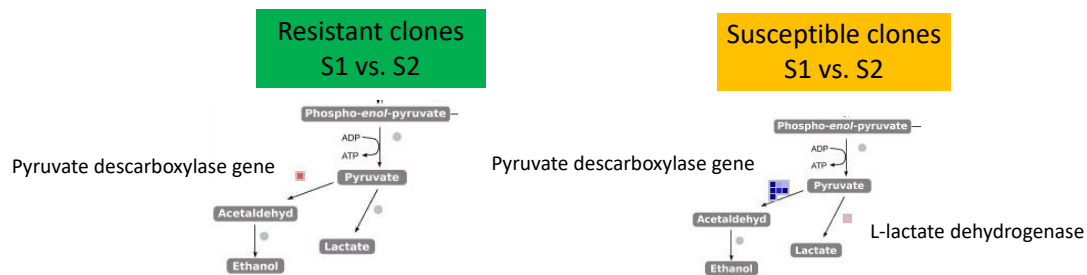 Resistant clones
S1 vs. S2
Phospho-enol-pyruvate
ADP
ATP
Pyruvate descarboxylase gene
Pyruvate
Acetaldehyd
Lactate
Ethanol
Susceptible clones
S1 vs. S2
Phospho-enol-pyruvate
ADP
ATP
Pyruvate descarboxylase gene
Pyruvate
Acetaldehyd
L-lactate dehydrogenase
Lactate
Ethanol